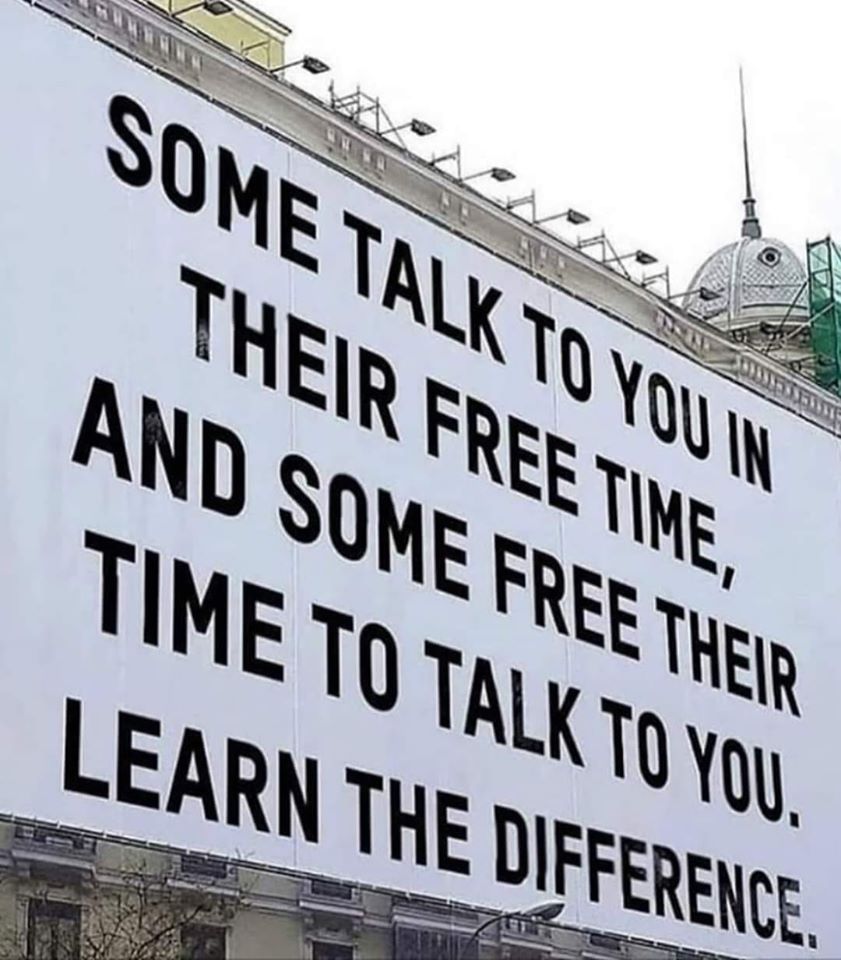 SOME TALK TO YOU IN
THEIR FREE TIME,
AND SOME FREE THEIR
TIME TO TALK TO YOU.
LEARN THE DIFFERENCE.